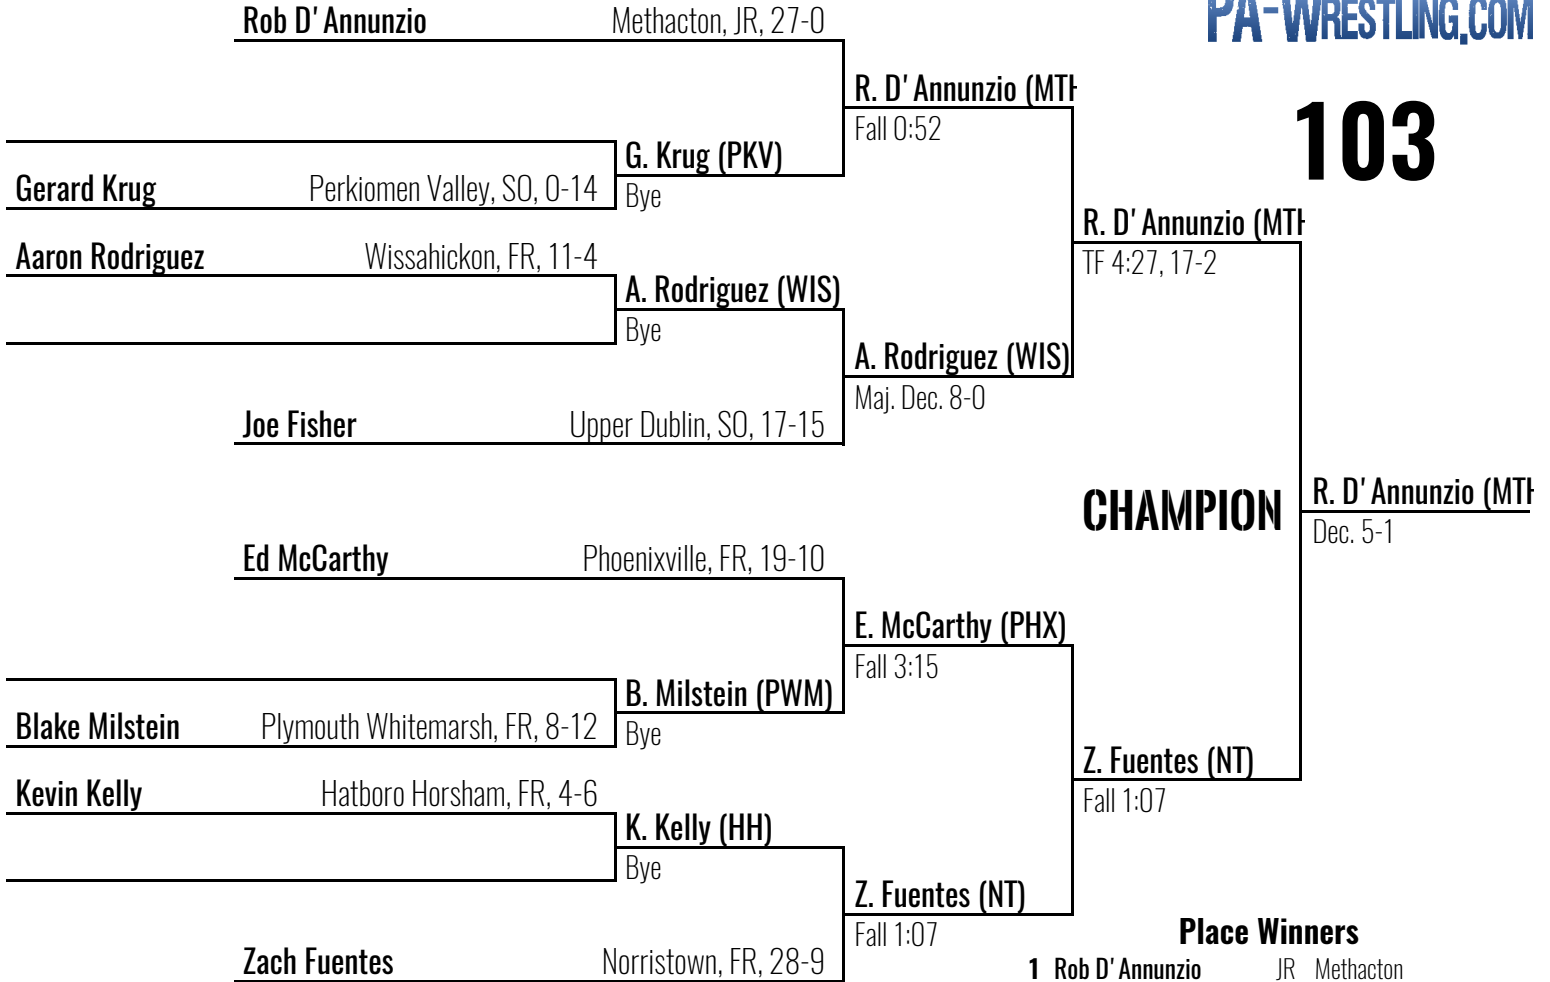 PA-WRESTLING.COM
103
Rob D'Annunzio Methacton, JR, 27-0
R. D'Annunzio (MTH
Fall 0:52
G. Krug (PKV)
Bye
Gerard Krug Perkiomen Valley, SO, 0-14
R. D'Annunzio (MTH
TF 4:27, 17-2
Aaron Rodriguez Wissahickon, FR, 11-4
A. Rodriguez (WIS)
Bye
A. Rodriguez (WIS)
Maj. Dec. 8-0
Joe Fisher Upper Dublin, SO, 17-15
CHAMPION
R. D'Annunzio (MTH
Dec. 5-1
Ed McCarthy Phoenixville, FR, 19-10
E. McCarthy (PHX)
Fall 3:15
B. Milstein (PWM)
Bye
Blake Milstein Plymouth Whitemarsh, FR, 8-12
Z. Fuentes (NT)
Fall 1:07
Kevin Kelly Hatboro Horsham, FR, 4-6
K. Kelly (HH)
Bye
Z. Fuentes (NT)
Fall 1:07
Zach Fuentes Norristown, FR, 28-9
Place Winners
1 Rob D'Annunzio JR Methacton